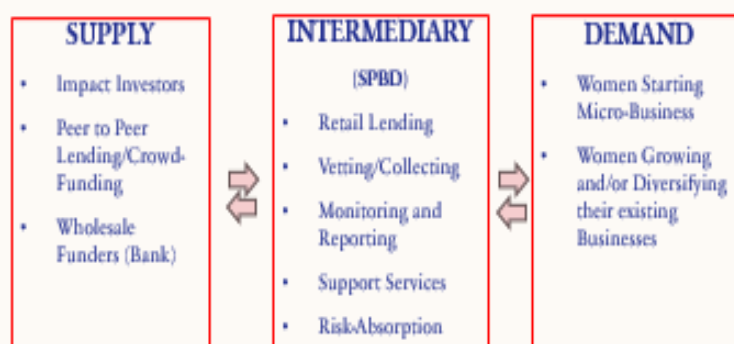 SUPPLY
• Impact Investors
• Peer to Peer
Lending/Crowd-
Funding
• Wholesale
Funders (Bank)
INTERMEDIARY
(SPBD)
• Retail Lending
• Vetting/Collecting
• Monitoring and
Reporting
• Support Services
• Risk-Absorption
DEMAND
• Women Starting
Micro-Business
• Women Growing
and/or Diversifying
their existing
Businesses